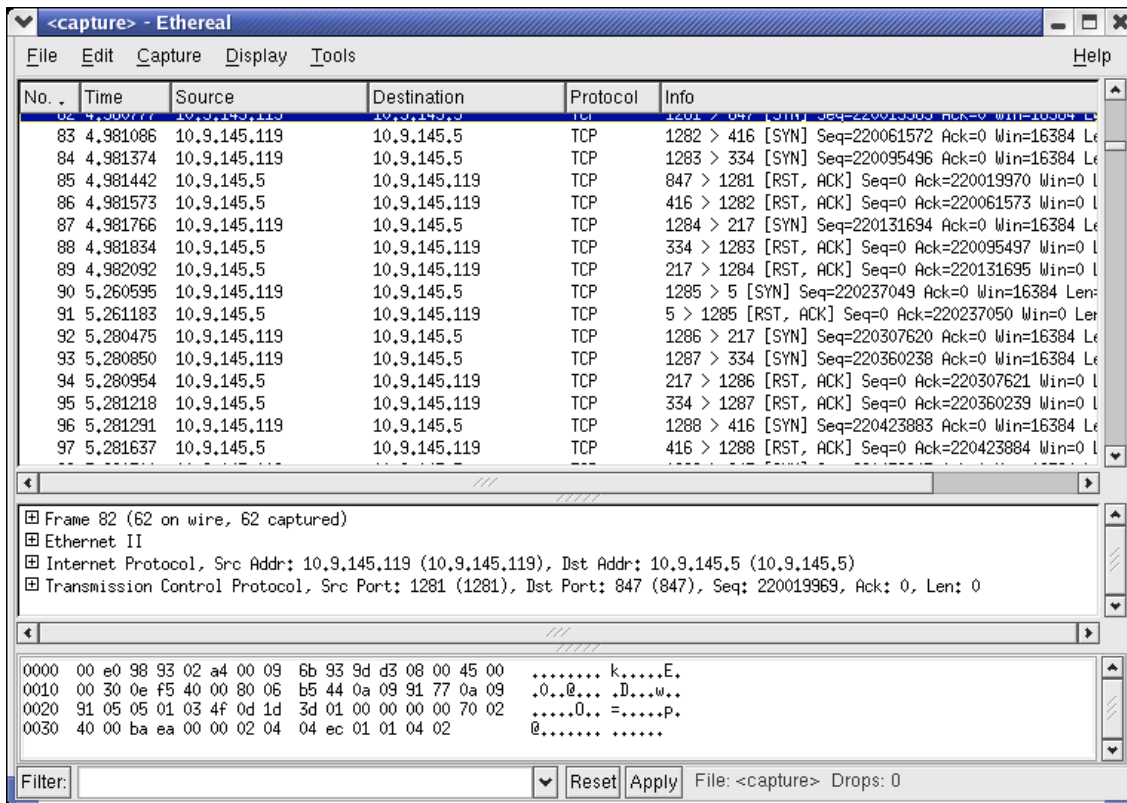 <capture> - Ethereal
File Edit Capture Display Tools Help
No. Time Source Destination Protocol Info
83 4.981086 10.9.145.119 10.9.145.5 TCP 1282 > 416 [SYN] Seq=220061572 Ack=0 Win=16384 Le
84 4.981374 10.9.145.119 10.9.145.5 TCP 1283 > 334 [SYN] Seq=220095496 Ack=0 Win=16384 Le
85 4.981442 10.9.145.5 10.9.145.119 TCP 847 > 1281 [RST, ACK] Seq=0 Ack=220019970 Win=0 L
86 4.981573 10.9.145.5 10.9.145.119 TCP 416 > 1282 [RST, ACK] Seq=0 Ack=220061573 Win=0 L
87 4.981766 10.9.145.119 10.9.145.5 TCP 1284 > 217 [SYN] Seq=220131694 Ack=0 Win=16384 Le
88 4.981834 10.9.145.5 10.9.145.119 TCP 334 > 1283 [RST, ACK] Seq=0 Ack=220095497 Win=0 L
89 4.982092 10.9.145.5 10.9.145.119 TCP 217 > 1284 [RST, ACK] Seq=0 Ack=220131695 Win=0 L
90 5.260595 10.9.145.119 10.9.145.5 TCP 1285 > 5 [SYN] Seq=220237049 Ack=0 Win=16384 Len=
91 5.261183 10.9.145.5 10.9.145.119 TCP 5 > 1285 [RST, ACK] Seq=0 Ack=220237050 Win=0 Ler
92 5.280475 10.9.145.119 10.9.145.5 TCP 1286 > 217 [SYN] Seq=220307620 Ack=0 Win=16384 Le
93 5.280850 10.9.145.119 10.9.145.5 TCP 1287 > 334 [SYN] Seq=220360238 Ack=0 Win=16384 Le
94 5.280954 10.9.145.5 10.9.145.119 TCP 217 > 1286 [RST, ACK] Seq=0 Ack=220307621 Win=0 L
95 5.281218 10.9.145.5 10.9.145.119 TCP 334 > 1287 [RST, ACK] Seq=0 Ack=220360239 Win=0 L
96 5.281291 10.9.145.119 10.9.145.5 TCP 1288 > 416 [SYN] Seq=220423883 Ack=0 Win=16384 Le
97 5.281637 10.9.145.5 10.9.145.119 TCP 416 > 1288 [RST, ACK] Seq=0 Ack=220423884 Win=0 L
Frame 82 (62 on wire, 62 captured)
Ethernet II
Internet Protocol, Src Addr: 10.9.145.119 (10.9.145.119), Dst Addr: 10.9.145.5 (10.9.145.5)
Transmission Control Protocol, Src Port: 1281 (1281), Dst Port: 847 (847), Seq: 220019969, Ack: 0, Len: 0
0000 00 e0 98 93 02 a4 00 09 6b 93 9d d3 08 00 45 00 ........ k.....E.
0010 00 30 0e f5 40 00 80 06 b5 44 0a 09 91 77 0a 09 .0..@... .D...w..
0020 91 05 05 01 03 4f 0d 1d 3d 01 00 00 00 00 70 02 .....O.. =.....p.
0030 40 00 ba ea 00 00 02 04 04 ec 01 01 04 02 @....... ......
Filter: Reset Apply File: <capture> Drops: 0